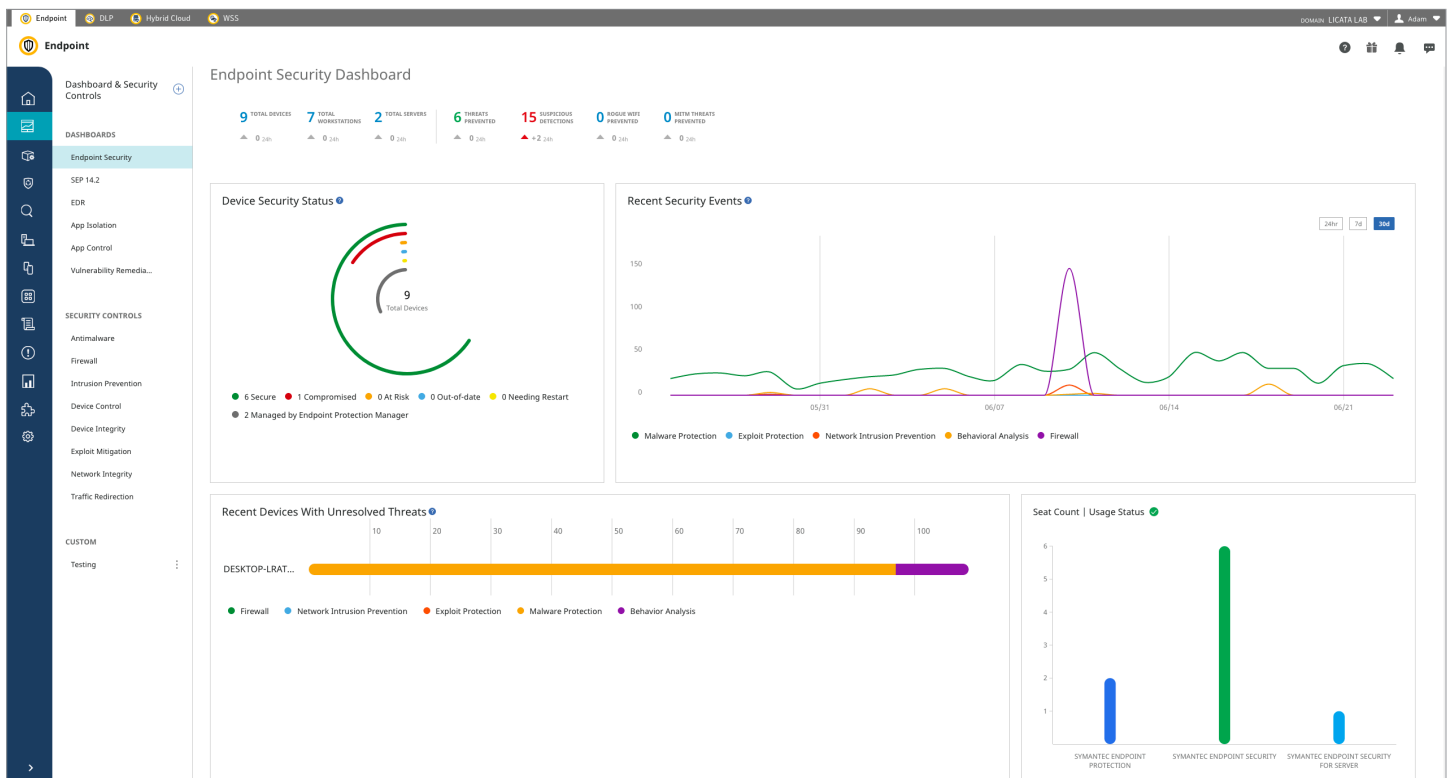 Endpoint
DLP
Hybrid Cloud
WSS
DOMAIN LICATA LAB
Adam
Endpoint
Dashboard & Security
Controls
DASHBOARDS
Endpoint Security
SEP 14.2
EDR
App Isolation
App Control
Vulnerability Remedia...
SECURITY CONTROLS
Antimalware
Firewall
Intrusion Prevention
Device Control
Device Integrity
Exploit Mitigation
Network Integrity
Traffic Redirection
CUSTOM
Testing
Endpoint Security Dashboard
9 TOTAL DEVICES
0 24h
7 TOTAL WORKSTATIONS
0 24h
2 TOTAL SERVERS
0 24h
6 THREATS PREVENTED
0 24h
15 SUSPICIOUS DETECTIONS
+2 24h
0 ROGUE WIFI PREVENTED
0 24h
0 MITM THREATS PREVENTED
0 24h
Device Security Status
9
Total Devices
6 Secure
1 Compromised
0 At Risk
0 Out-of-date
0 Needing Restart
2 Managed by Endpoint Protection Manager
Recent Security Events
24hr
7d
30d
150
100
50
0
05/31
06/07
06/14
06/21
Malware Protection
Exploit Protection
Network Intrusion Prevention
Behavioral Analysis
Firewall
Recent Devices With Unresolved Threats
10
20
30
40
50
60
70
80
90
100
DESKTOP-LRAT...
Firewall
Network Intrusion Prevention
Exploit Protection
Malware Protection
Behavior Analysis
Seat Count | Usage Status
6
5
4
3
2
1
SYMANTEC ENDPOINT
PROTECTION
SYMANTEC ENDPOINT SECURITY
SYMANTEC ENDPOINT SECURITY
FOR SERVER